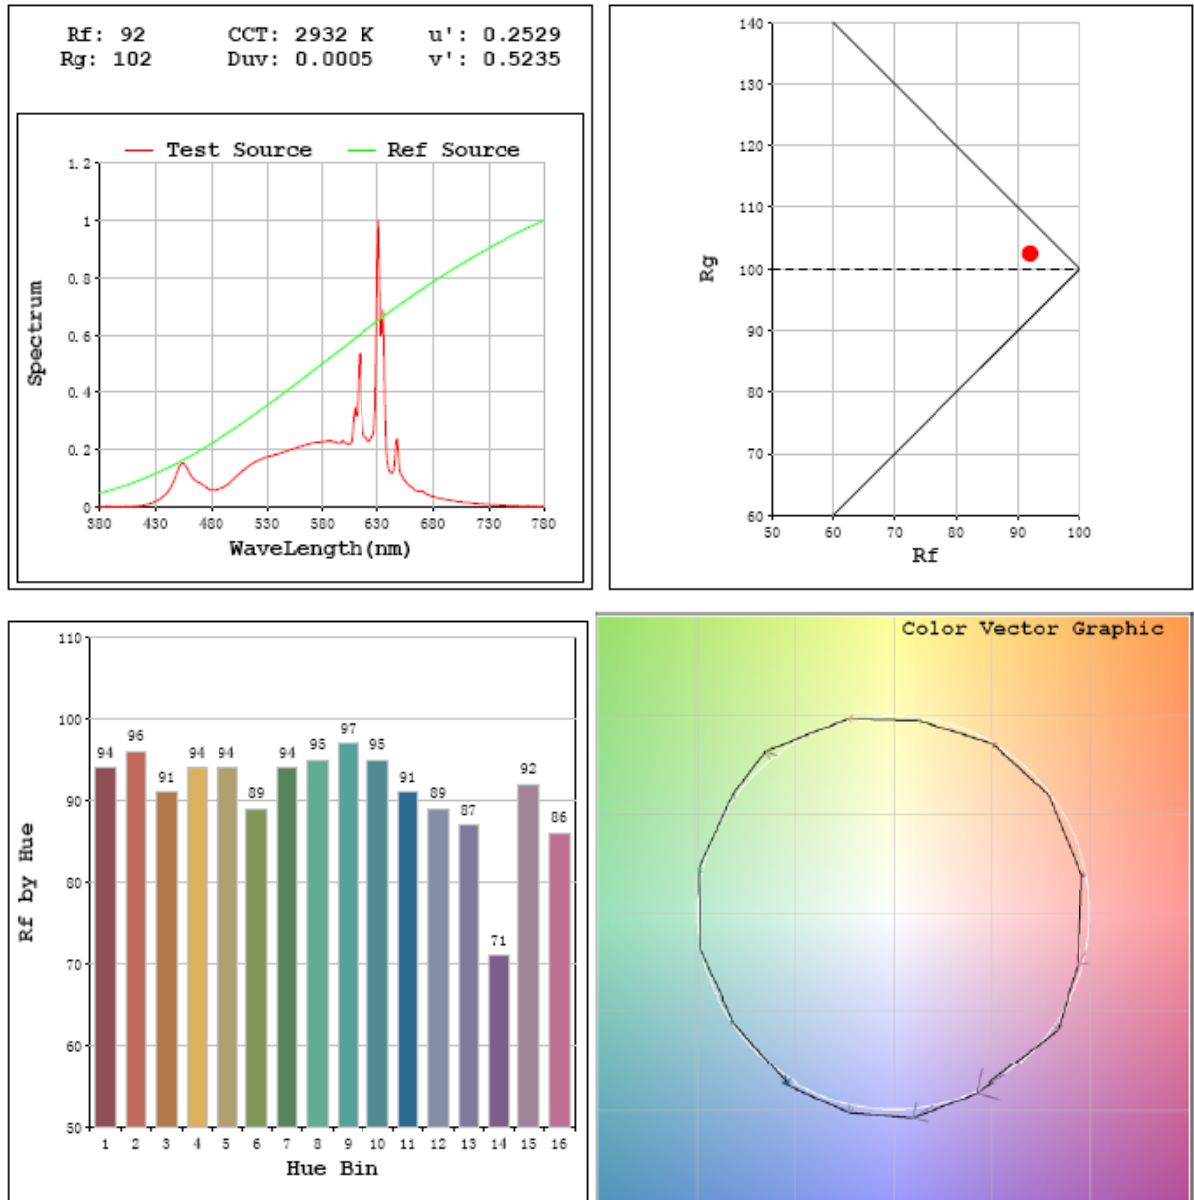 Rf: 92 CCT: 2932 K u': 0.2529
Rg: 102 Duv: 0.0005 v': 0.5235
Test Source Ref Source
1.2
1
0.8
0.6
0.4
0.2
0
Spectrum
380 430 480 530 580 630 680 730 780
WaveLength(nm)
140
130
120
110
100
90
80
70
60
Rg
50 60 70 80 90 100
Rf
110
100
90
80
70
60
50
Rf by Hue
94 96 91 94 94 89 94 95 97 95 91 89 87 71 92 86
1 2 3 4 5 6 7 8 9 10 11 12 13 14 15 16
Hue Bin
Color Vector Graphic